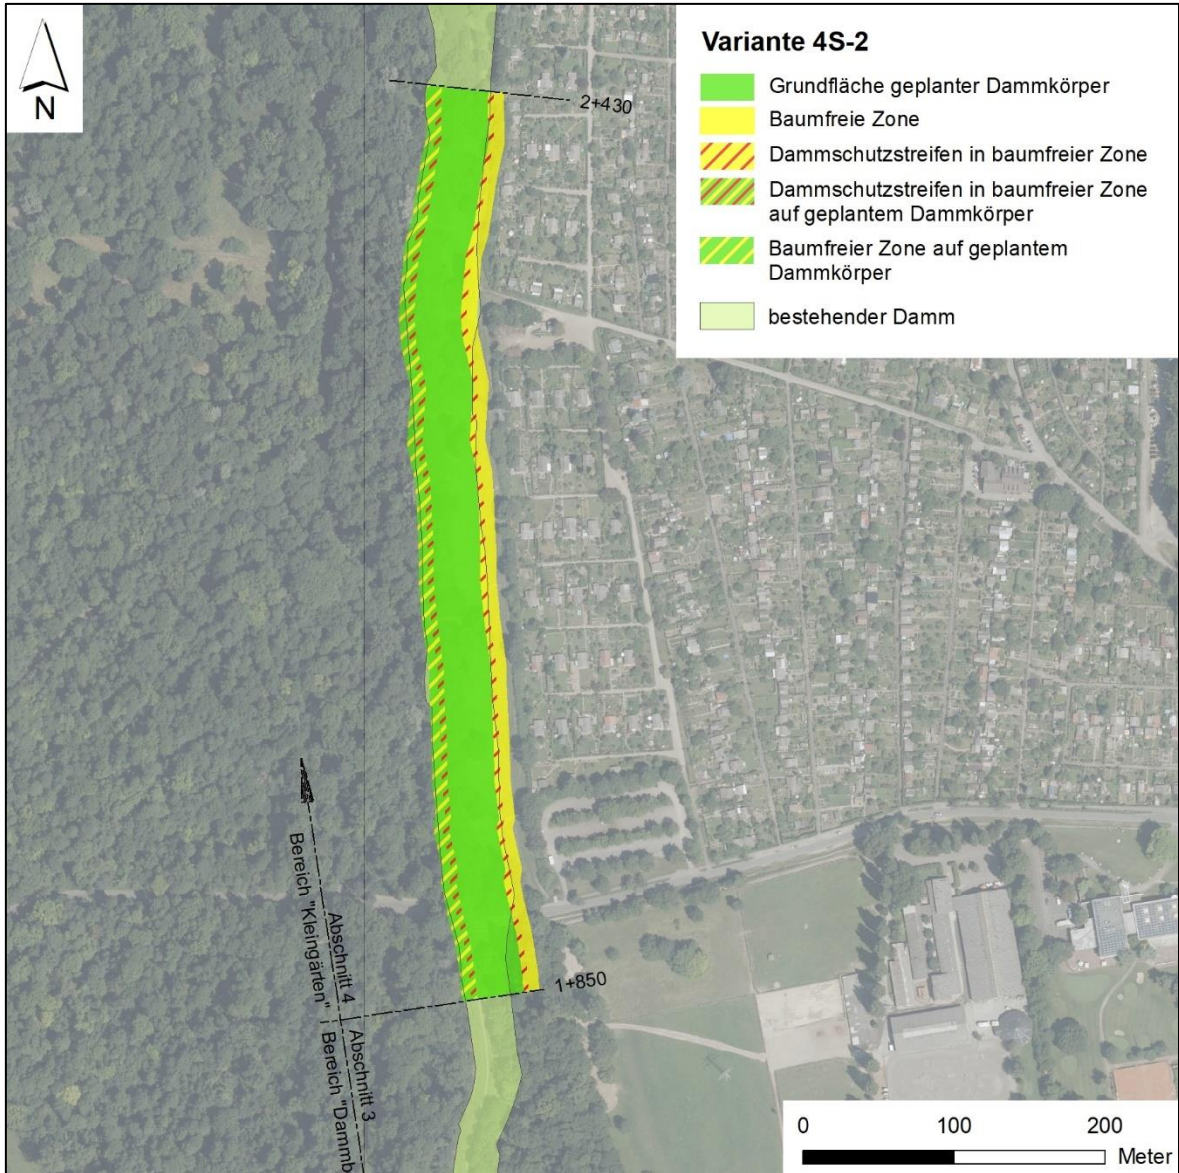 N
Variante 4S-2
Grundfläche geplanter Dammkörper
Baumfreie Zone
Dammschutzstreifen in baumfreier Zone
Dammschutzstreifen in baumfreier Zone
auf geplantem Dammkörper
Baumfreier Zone auf geplantem
Dammkörper
bestehender Damm
2+430
Bereich "Kleingärten"
Abschnitt 4
1+850
Abschnitt 3
Bereich "Dammb
0 100 200
Meter